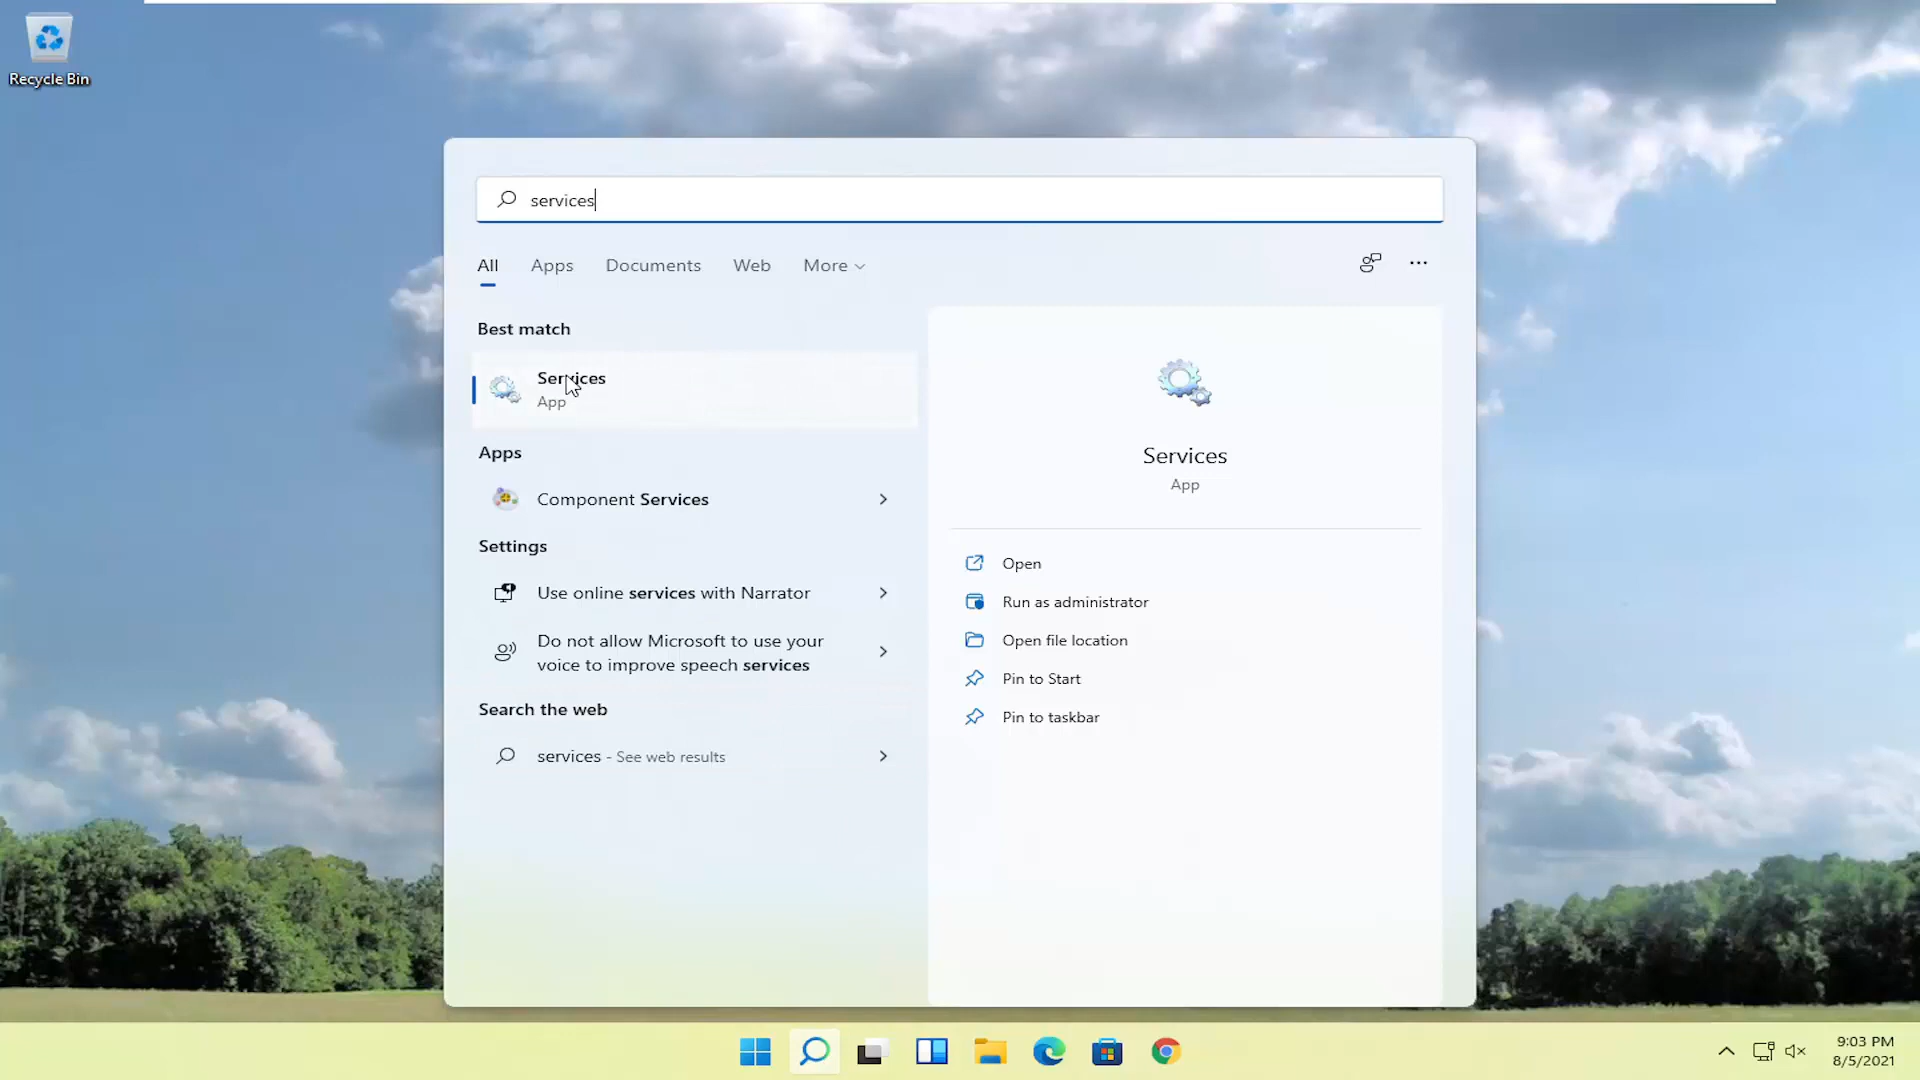 Recycle Bin
services
All Apps Documents Web More
Best match
Services
App
Apps
Component Services
Settings
Use online services with Narrator
Do not allow Microsoft to use your
voice to improve speech services
Search the web
services - See web results
Services
App
Open
Run as administrator
Open file location
Pin to Start
Pin to taskbar
9:03 PM
8/5/2021